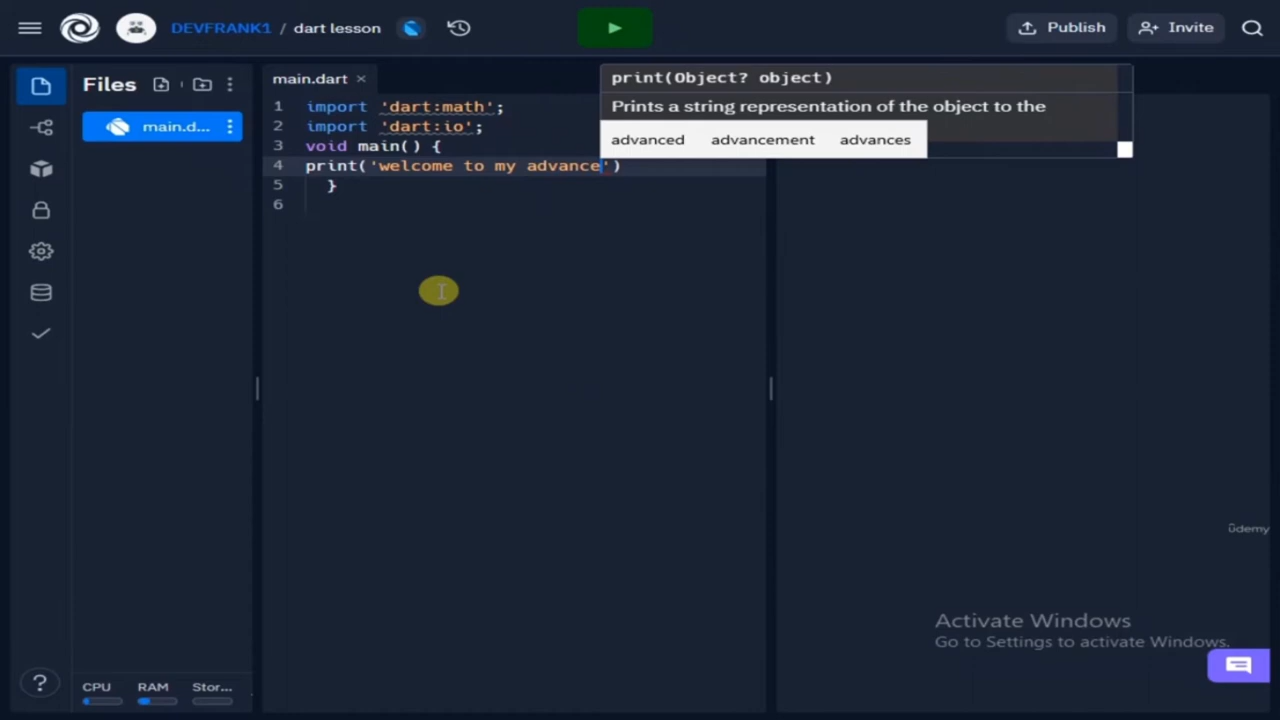 DEVFRANK1 / dart lesson
Publish
Invite
Files
main.d...
main.dart ×
1 import 'dart:math';
2 import 'dart:io';
3 void main() {
4 print('welcome to my advance')
5 }
6
print(Object? object)
Prints a string representation of the object to the
advanced advancement advances
ûdemy
Activate Windows
Go to Settings to activate Windows.
?
CPU RAM Stor...